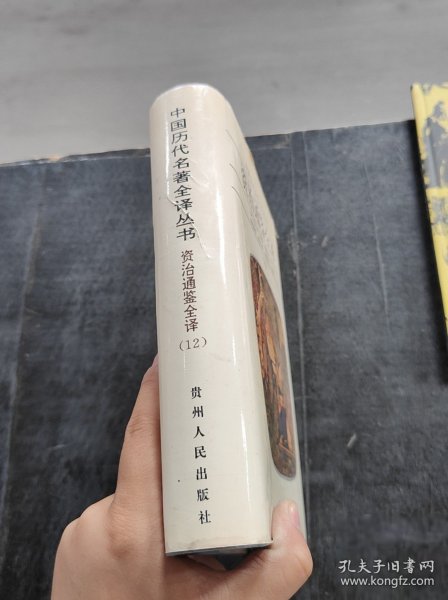 中国历代名著全译丛书
资治通鉴全译
(12)
贵州人民出版社
孔夫子旧书网
www.kongfz.com